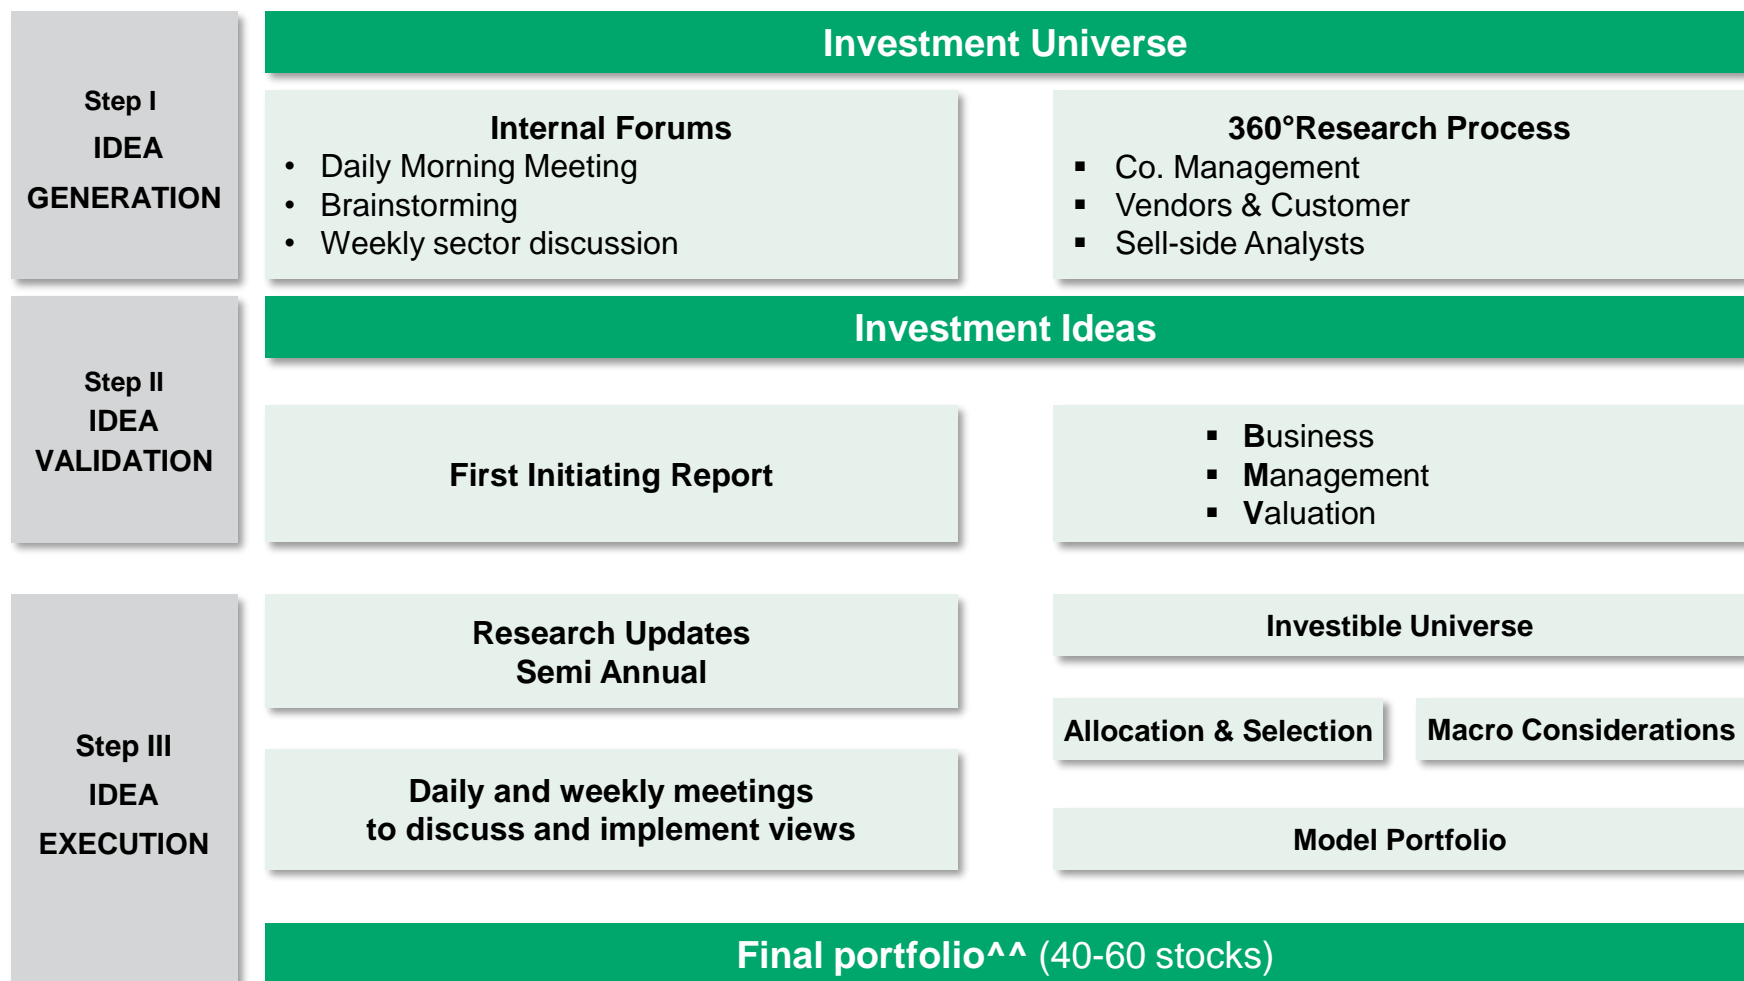 Step I
IDEA
GENERATION
Investment Universe
Internal Forums
• Daily Morning Meeting
• Brainstorming
• Weekly sector discussion
360°Research Process
▪ Co. Management
▪ Vendors & Customer
▪ Sell-side Analysts
Step II
IDEA
VALIDATION
Investment Ideas
First Initiating Report
▪ Business
▪ Management
▪ Valuation
Step III
IDEA
EXECUTION
Research Updates
Semi Annual
Daily and weekly meetings
to discuss and implement views
Investible Universe
Allocation & Selection
Macro Considerations
Model Portfolio
Final portfolio^^ (40-60 stocks)